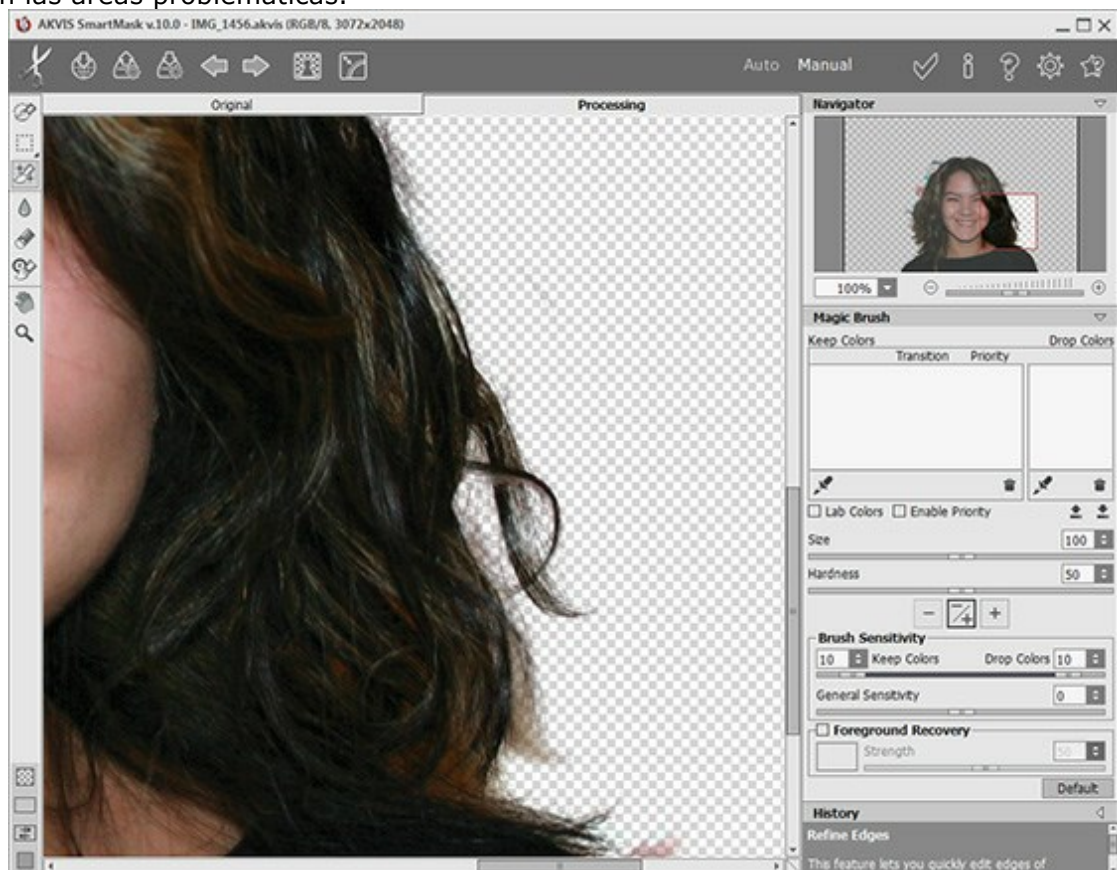 n las áreas problemáticas.
AKVIS SmartMask v.10.0 - IMG_1456.akvis (RGB/8, 3072x2048)
Auto Manual
Original Processing Navigator
100%
Magic Brush
Keep Colors Drop Colors
Transition Priority
Lab Colors Enable Priority
Size 100
Hardness 50
- +
Brush Sensitivity
10 Keep Colors Drop Colors 10
General Sensitivity 0
Foreground Recovery
Strength 50
Default
History
Refine Edges
This feature lets you quickly edit edges of